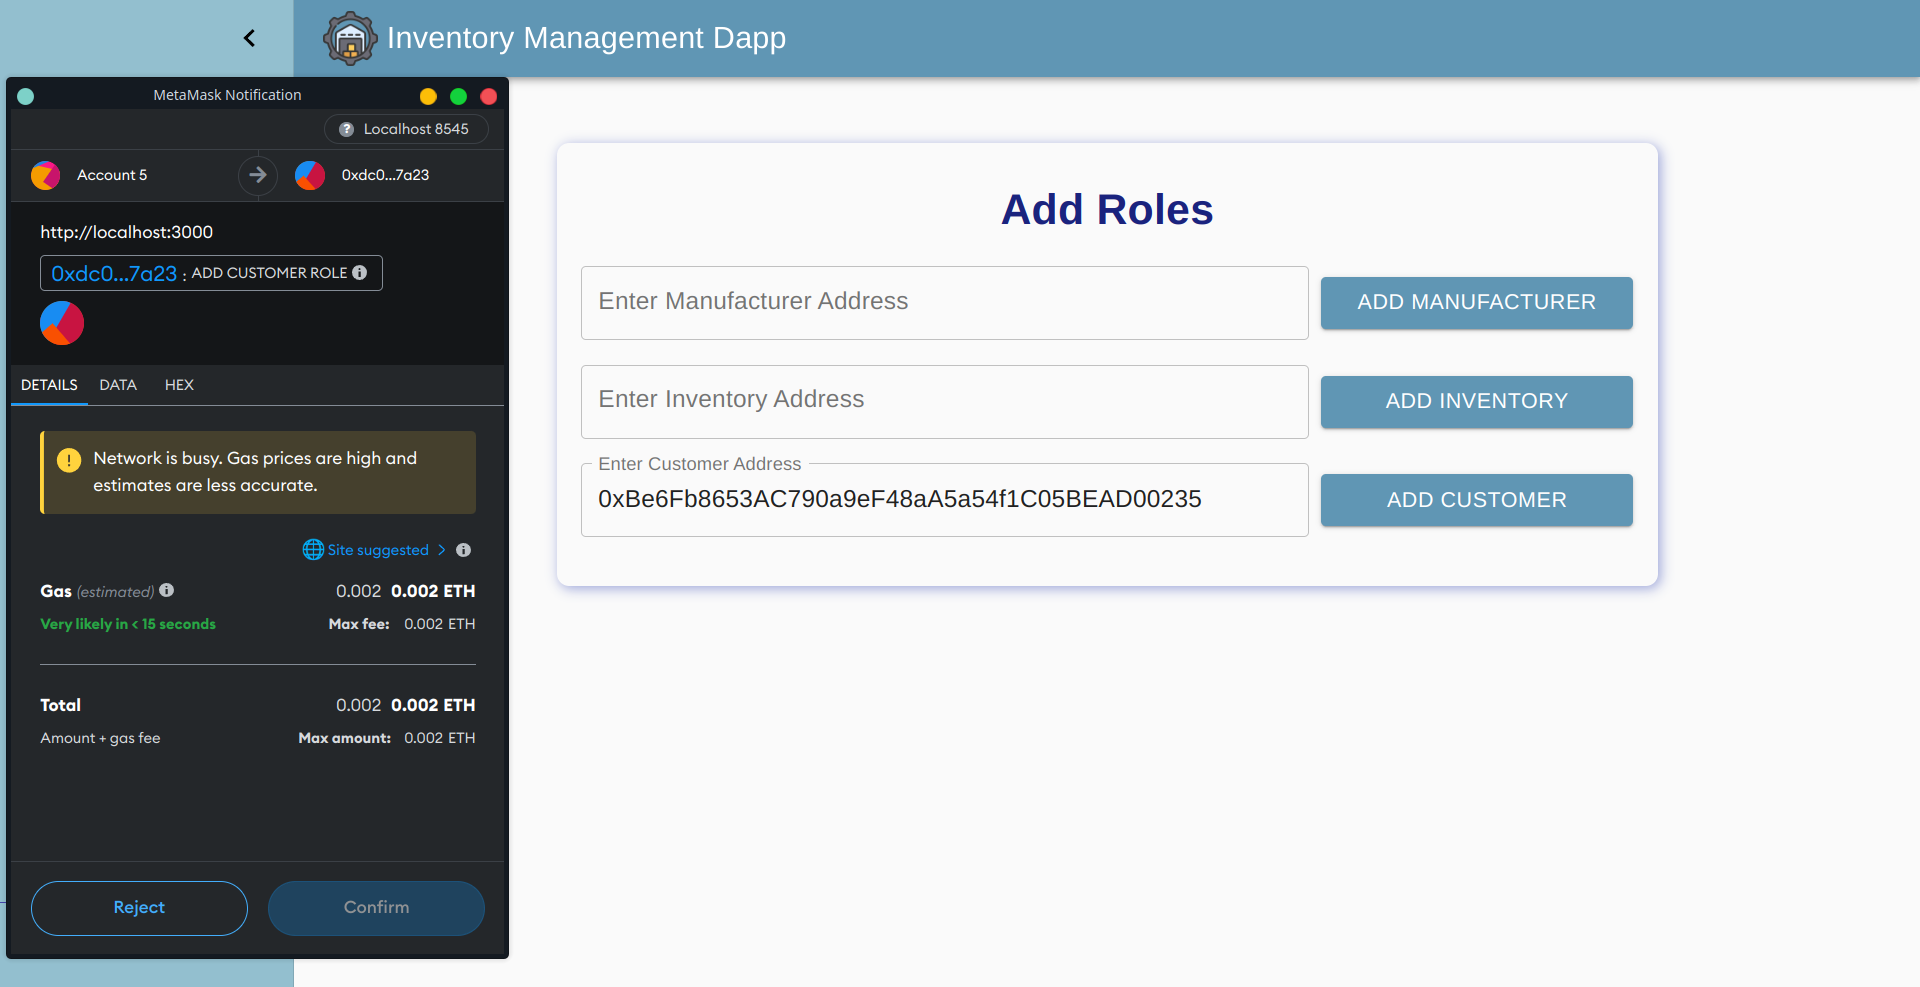 Inventory Management Dapp
MetaMask Notification
? Localhost 8545
Account 5
0xdc0...7a23
http://localhost:3000
0xdc0...7a23 : ADD CUSTOMER ROLE
DETAILS DATA HEX
Network is busy. Gas prices are high and
estimates are less accurate.
Site suggested >
Gas (estimated) 0.002 0.002 ETH
Very likely in < 15 seconds Max fee: 0.002 ETH
Total 0.002 0.002 ETH
Amount + gas fee Max amount: 0.002 ETH
Reject Confirm
Add Roles
Enter Manufacturer Address ADD MANUFACTURER
Enter Inventory Address ADD INVENTORY
Enter Customer Address
0xBe6Fb8653AC790a9eF48aA5a54f1C05BEAD00235 ADD CUSTOMER